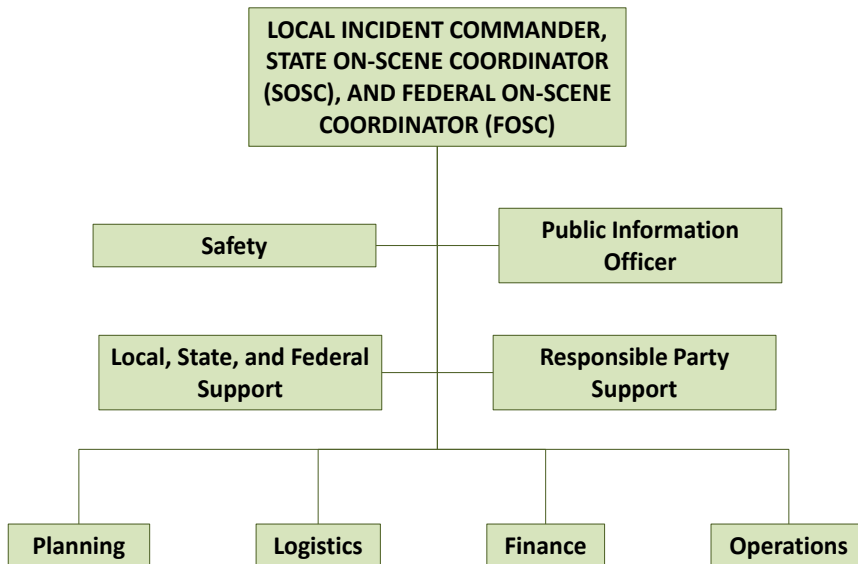 LOCAL INCIDENT COMMANDER,
STATE ON-SCENE COORDINATOR
(SOSC), AND FEDERAL ON-SCENE
COORDINATOR (FOSC)
Safety
Public Information
Officer
Local, State, and Federal
Support
Responsible Party
Support
Planning
Logistics
Finance
Operations